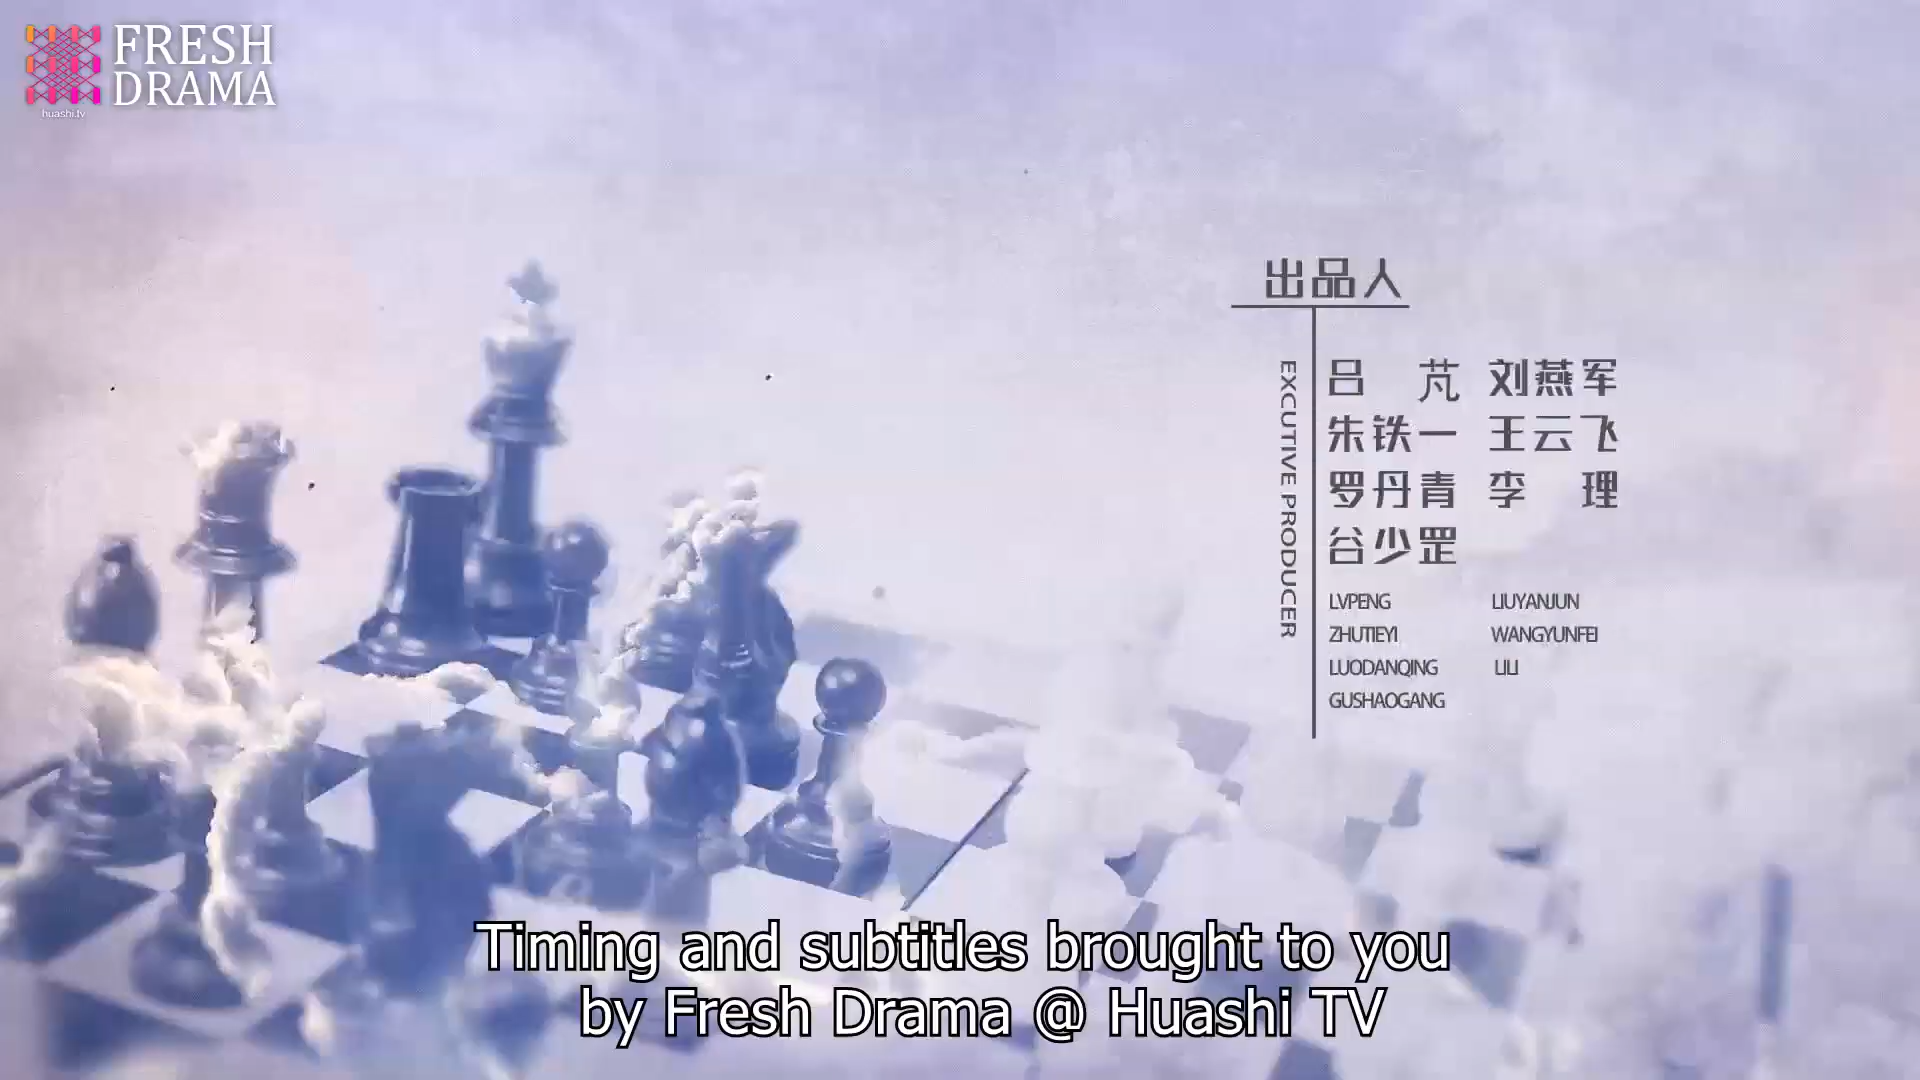 FRESH
DRAMA
huashi.tv
出品人
EXCUTIVE PRODUCER
吕 芃 刘燕军
朱铁一 王云飞
罗丹青 李 理
谷少罡
LVPENG LIUYANJUN
ZHUTIEYI WANGYUNFEI
LUODANQING LILI
GUSHAOGANG
Timing and subtitles brought to you
by Fresh Drama @ Huashi TV